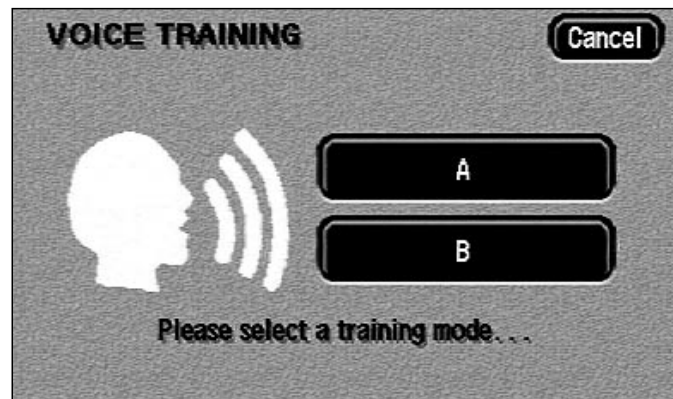 VOICE TRAINING
Cancel
A
B
Please select a training mode...